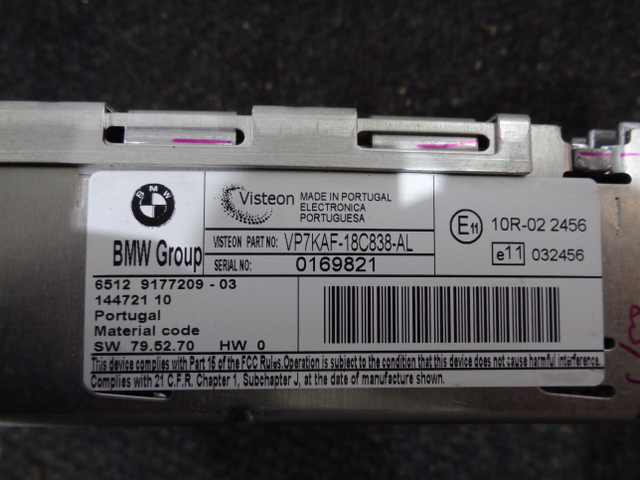 BMW
BMW Group
Visteon
MADE IN PORTUGAL
ELECTRONICA
PORTUGUESA
VISTEON PART NO: VP7KAF-18C838-AL
SERIAL NO: 0169821
E11 10R-02 2456
e11 032456
6512 9177209 - 03
144721 10
Portugal
Material code
SW 79.52.70 HW 0
This device complies with Part 15 of the FCC Rules.Operation is subject to the condition that this device does not cause harmful interference.
Complies with 21 C.F.R. Chapter 1, Subchapter J, at the date of manufacture shown.